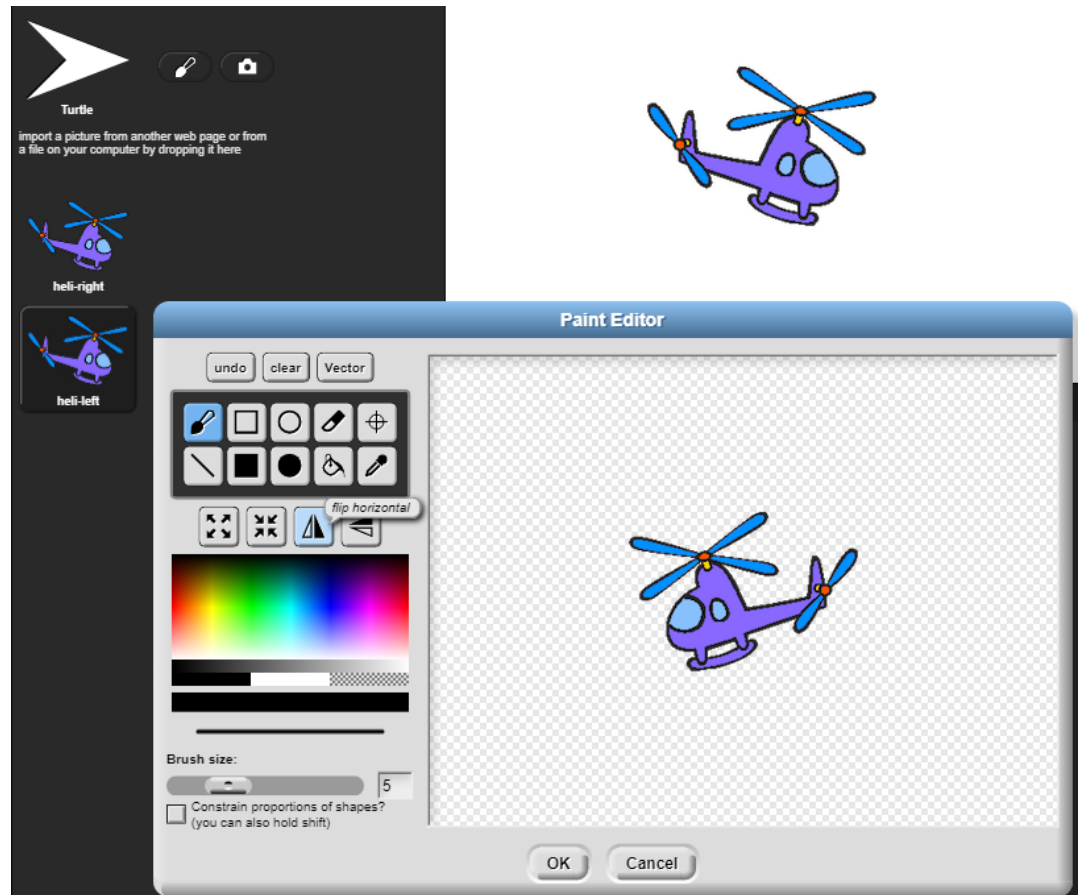 Turtle
import a picture from another web page or from
a file on your computer by dropping it here
heli-right
heli-left
Paint Editor
undo clear Vector
flip horizontal
Brush size:
5
Constrain proportions of shapes?
(you can also hold shift)
OK Cancel